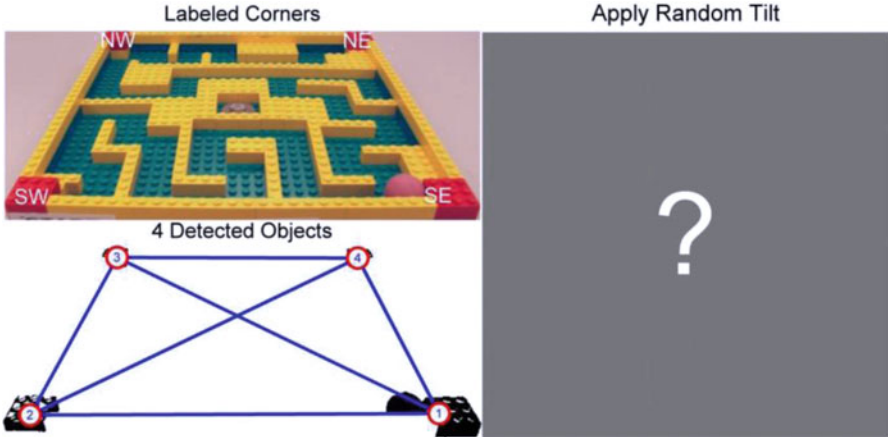 Labeled Corners
Apply Random Tilt
NW
NE
SW
SE
4 Detected Objects
3
4
2
1
?